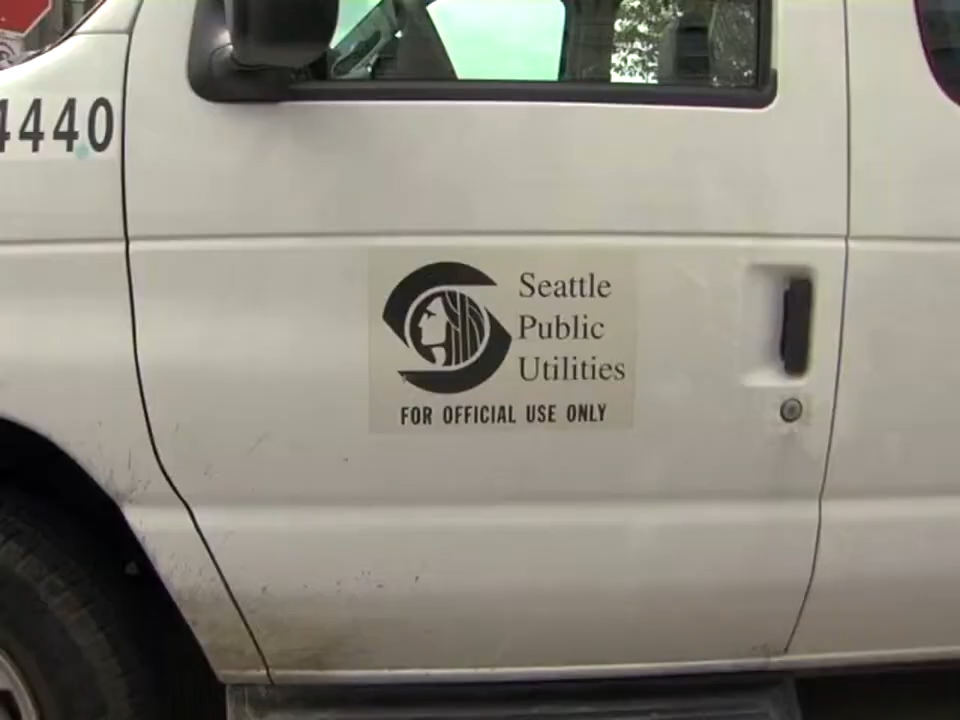 4440
Seattle
Public
Utilities
FOR OFFICIAL USE ONLY